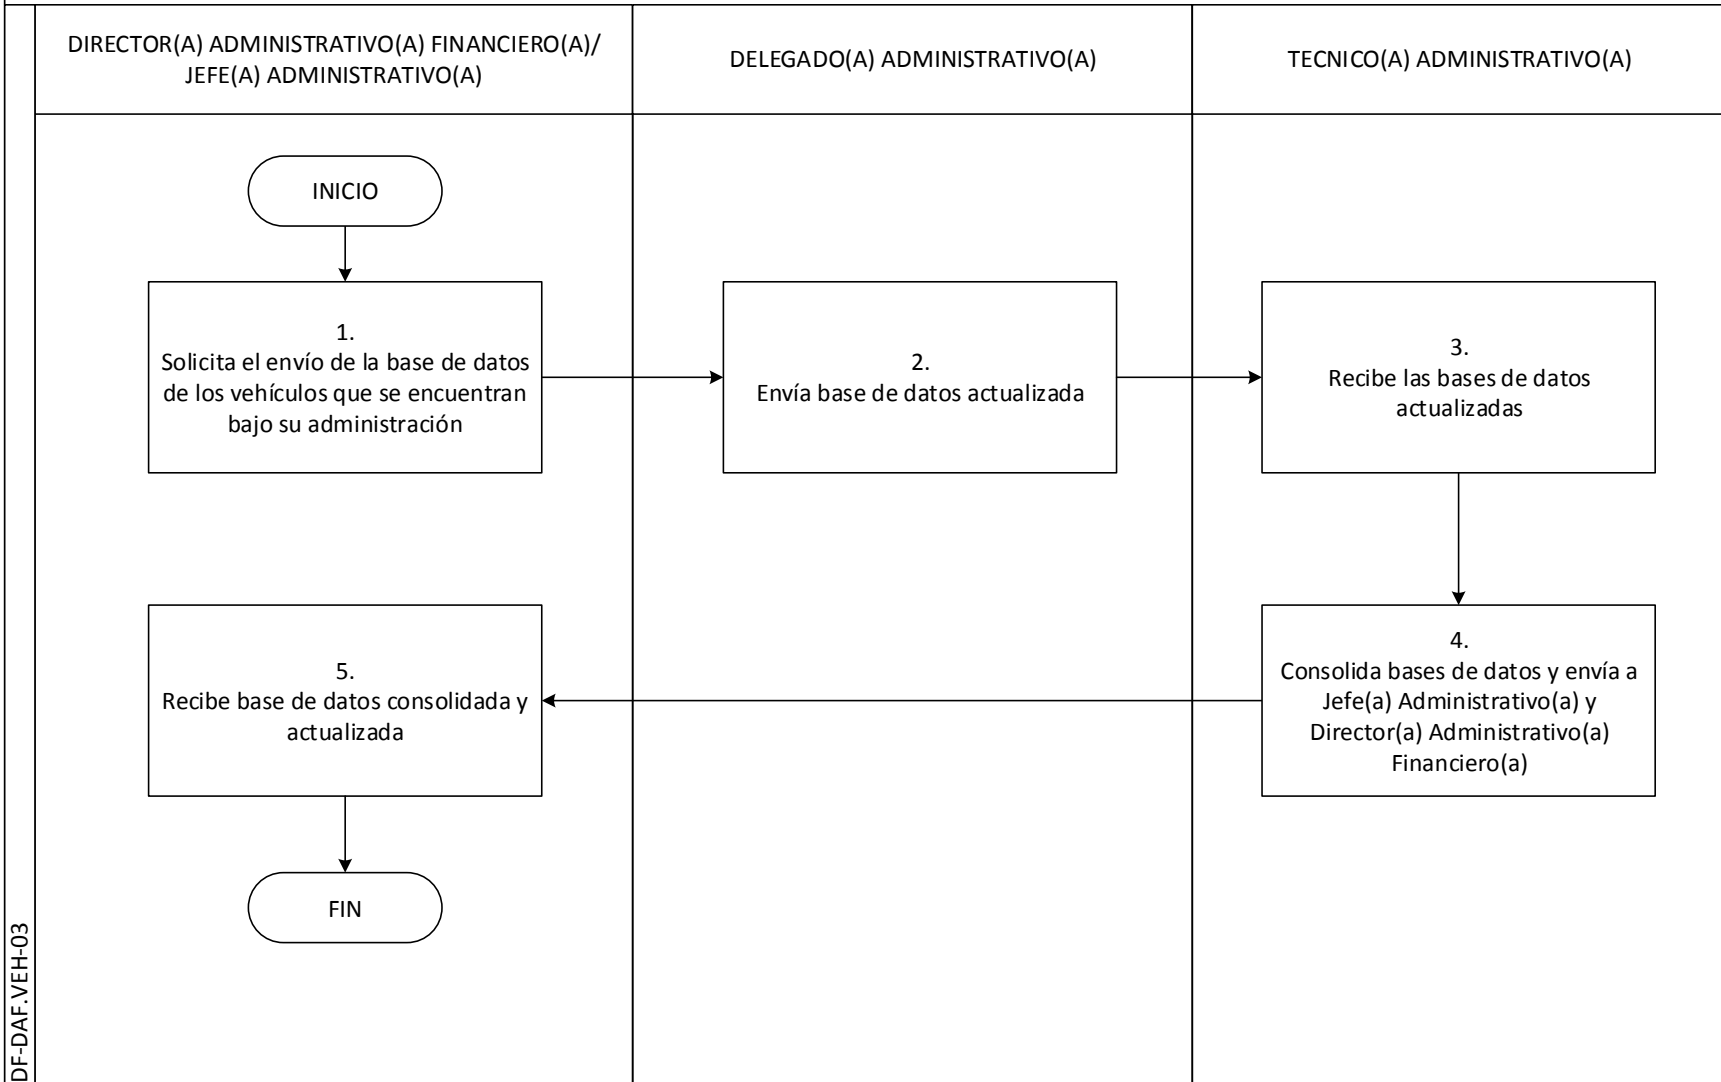 DIRECTOR(A) ADMINISTRATIVO(A) FINANCIERO(A)/
JEFE(A) ADMINISTRATIVO(A)
DELEGADO(A) ADMINISTRATIVO(A)
TECNICO(A) ADMINISTRATIVO(A)
INICIO
1.
Solicita el envío de la base de datos
de los vehículos que se encuentran
bajo su administración
2.
Envía base de datos actualizada
3.
Recibe las bases de datos
actualizadas
4.
Consolida bases de datos y envía a
Jefe(a) Administrativo(a) y
Director(a) Administrativo(a)
Financiero(a)
5.
Recibe base de datos consolidada y
actualizada
FIN
DF-DAF.VEH-03